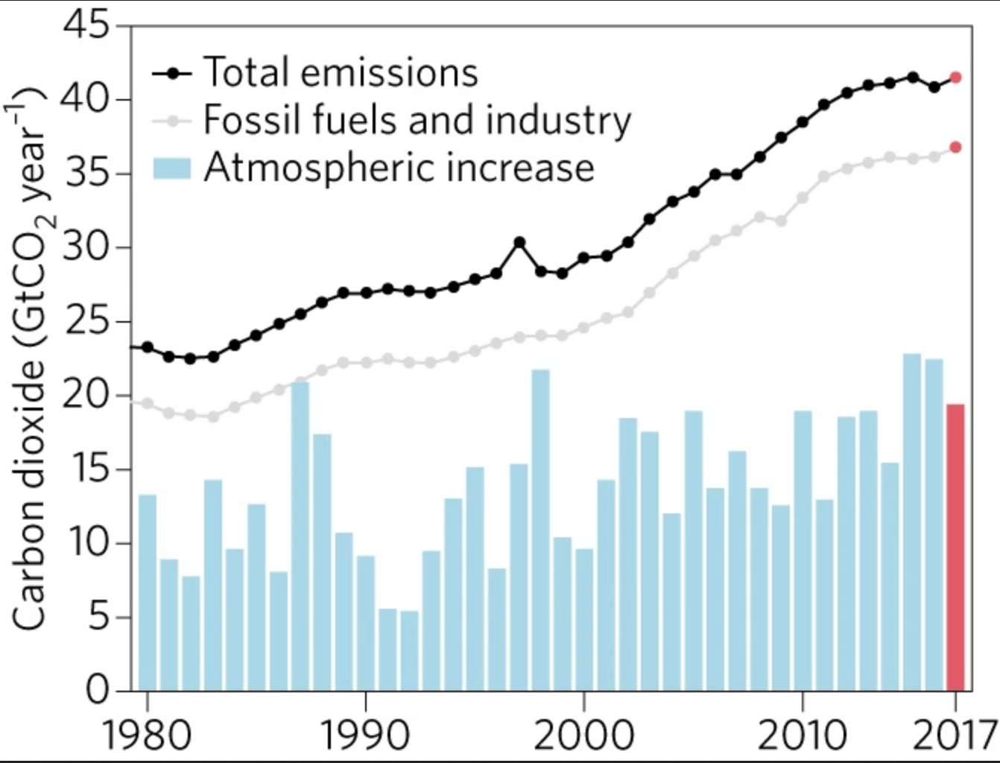 Carbon dioxide (GtCO₂ year⁻¹)
45
40
35
30
25
20
15
10
5
0
Total emissions
Fossil fuels and industry
Atmospheric increase
1980 1990 2000 2010 2017